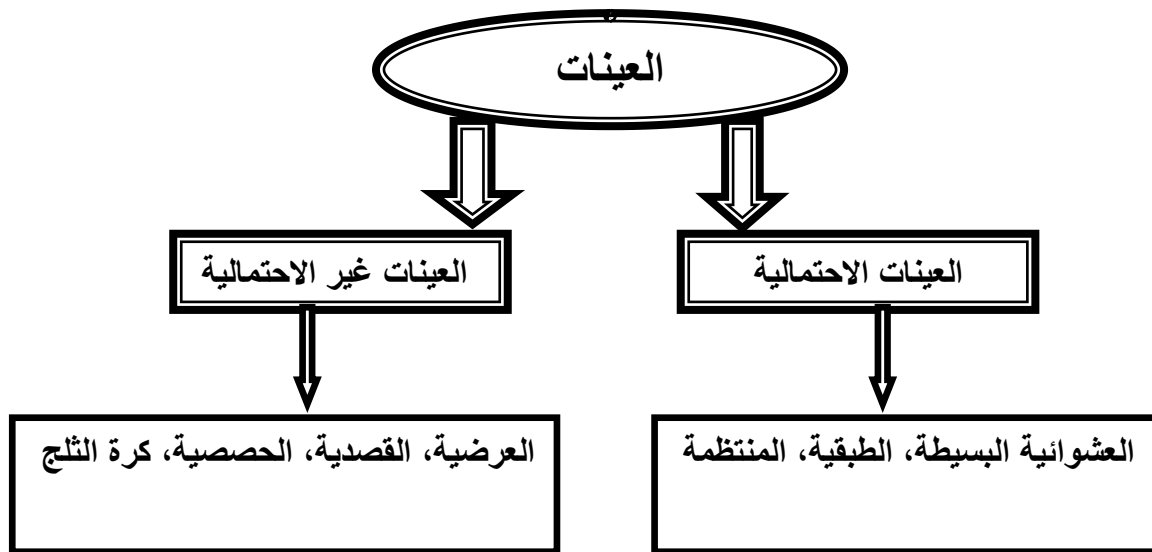 العينات
العينات الاحتمالية
العينات غير الاحتمالية
العشوائية البسيطة، الطبقية، المنتظمة
العرضية، القصدية، الحصصية، كرة الثلج